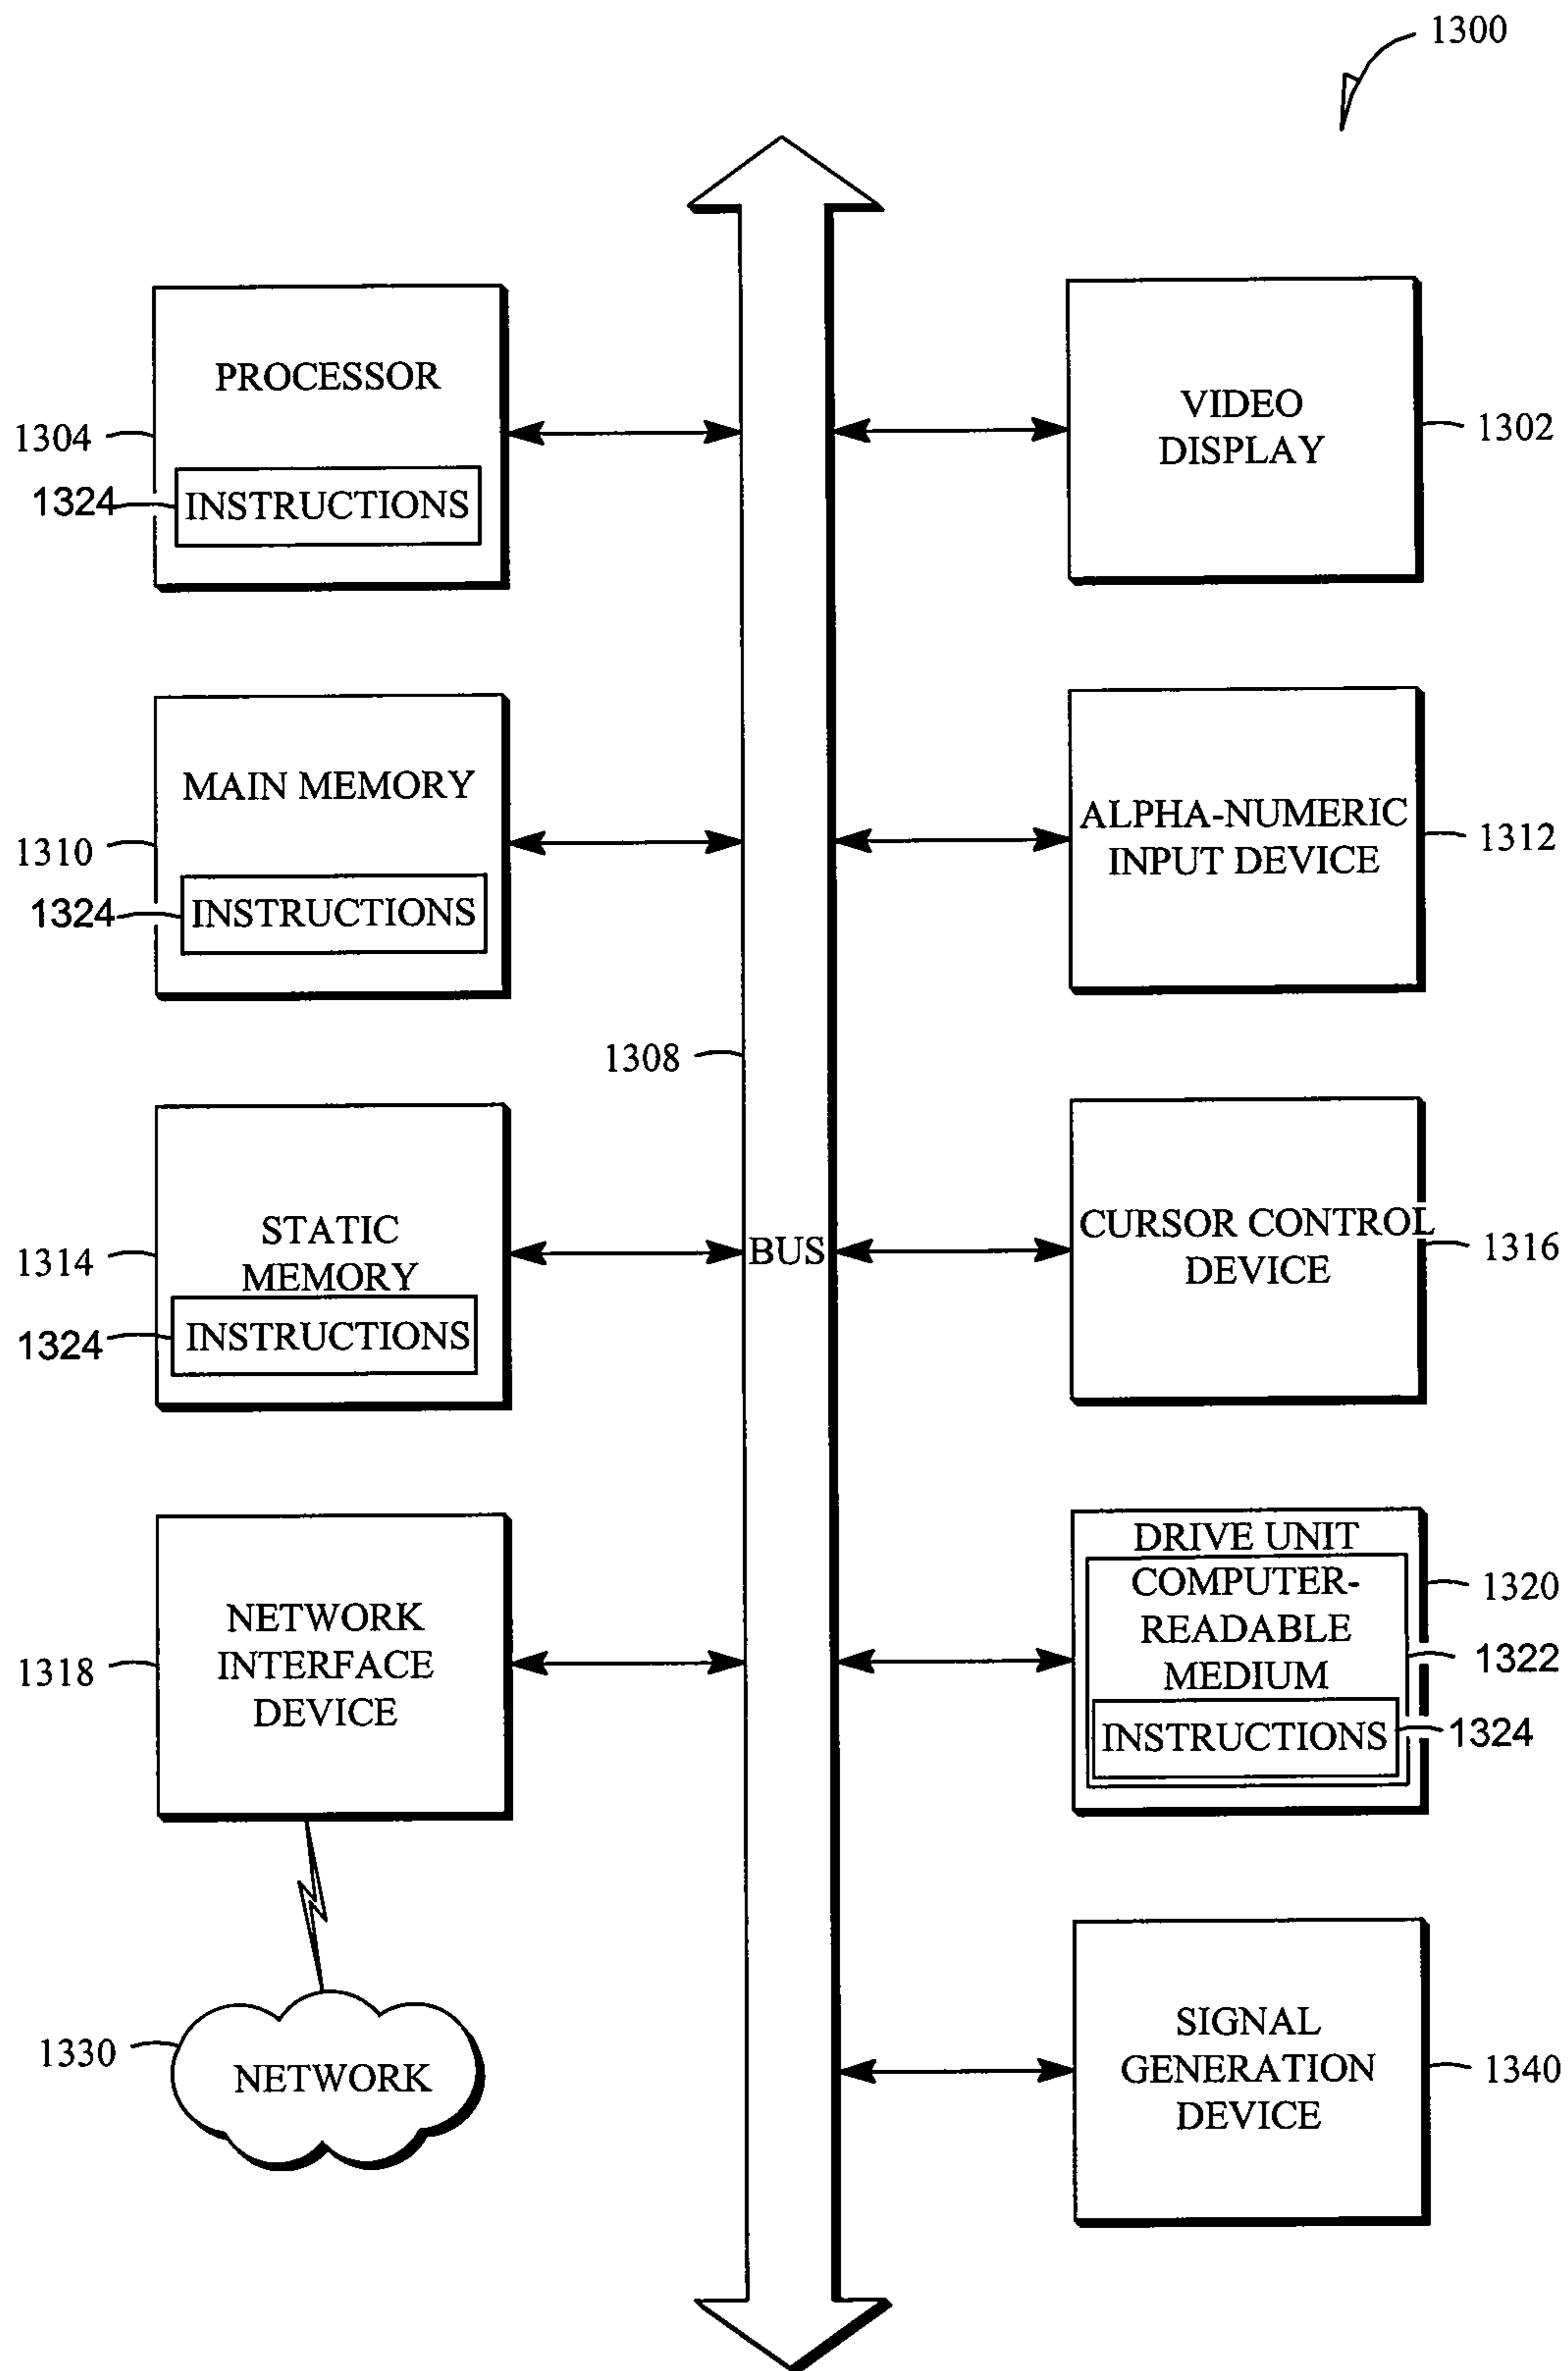 1300
PROCESSOR
1304
1324
INSTRUCTIONS
VIDEO
DISPLAY
1302
MAIN MEMORY
1310
1324
INSTRUCTIONS
ALPHA-NUMERIC
INPUT DEVICE
1312
1308
STATIC
MEMORY
1314
1324
INSTRUCTIONS
BUS
CURSOR CONTROL
DEVICE
1316
NETWORK
INTERFACE
DEVICE
1318
DRIVE UNIT
COMPUTER-
READABLE
MEDIUM
INSTRUCTIONS
1320
1322
1324
1330
NETWORK
SIGNAL
GENERATION
DEVICE
1340